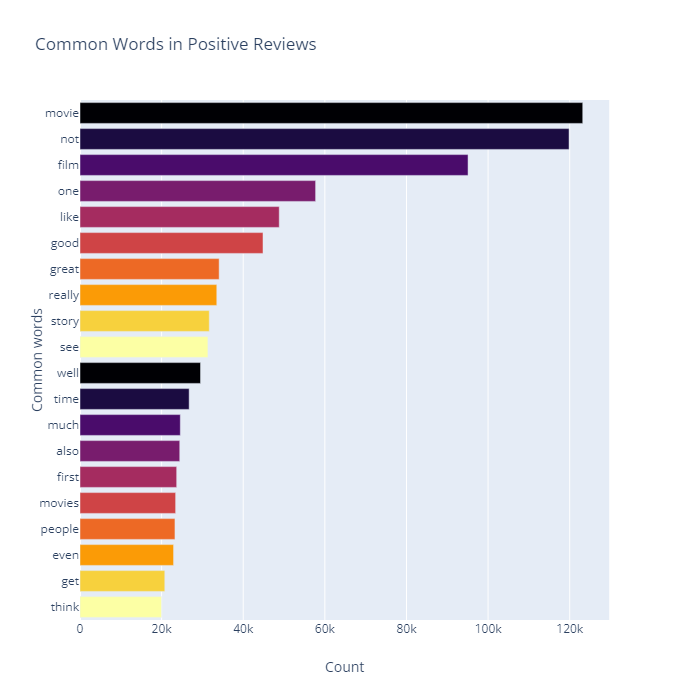 Common Words in Positive Reviews
movie
not
film
one
like
good
great
really
story
see
well
time
much
also
first
movies
people
even
get
think
Common words
0 20k 40k 60k 80k 100k 120k
Count